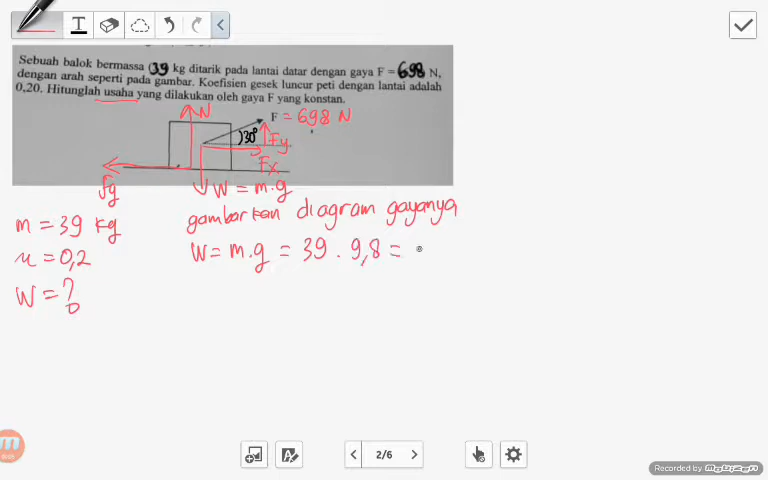 Sebuah balok bermassa (39 kg ditarik pada lantai datar dengan gaya F = 698 N,
dengan arah seperti pada gambar. Koefisien gesek luncur peti dengan lantai adalah
0,20. Hitunglah usaha yang dilakukan oleh gaya F yang konstan.
N
F = 698 N
30°
Fy.
Fx.
fg
W = m.g
gambarkan diagram gayanya
m = 39 kg
W = m.g = 39 . 9,8 =
μ = 0,2
W = ?
2/6
Recorded by Mobizen